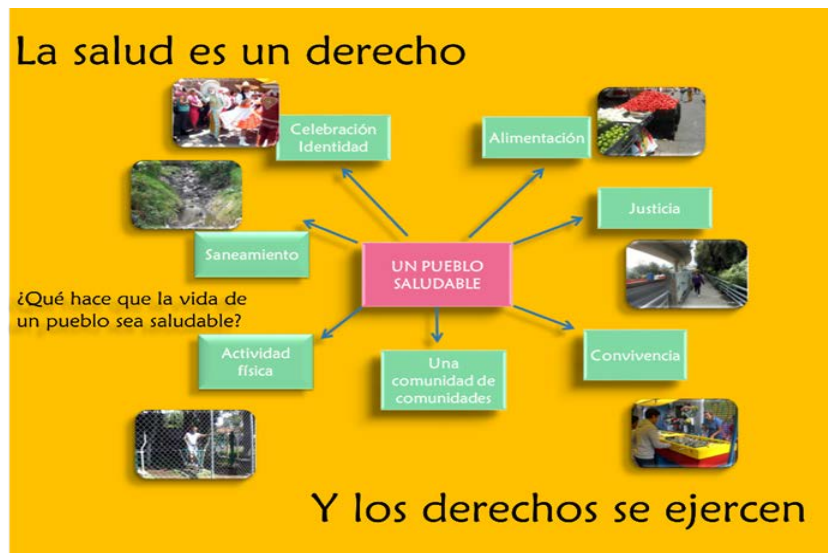 La salud es un derecho
Celebración
Identidad
Alimentación
Justicia
Saneamiento
UN PUEBLO
SALUDABLE
¿Qué hace que la vida de
un pueblo sea saludable?
Actividad
física
Una
comunidad de
comunidades
Convivencia
Y los derechos se ejercen